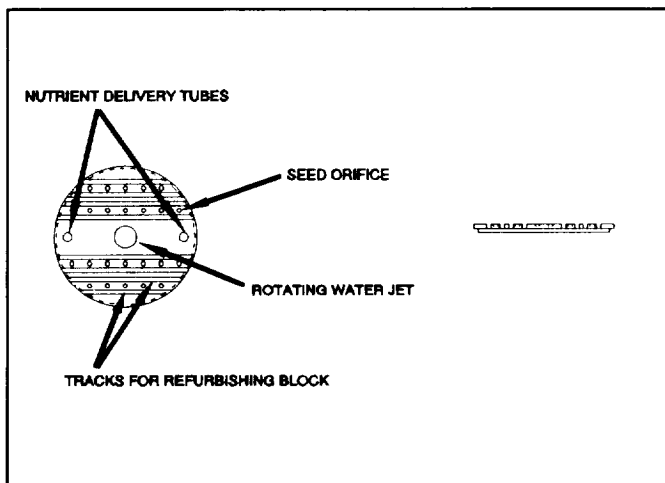 NUTRIENT DELIVERY TUBES
SEED ORIFICE
ROTATING WATER JET
TRACKS FOR REFURBISHING BLOCK